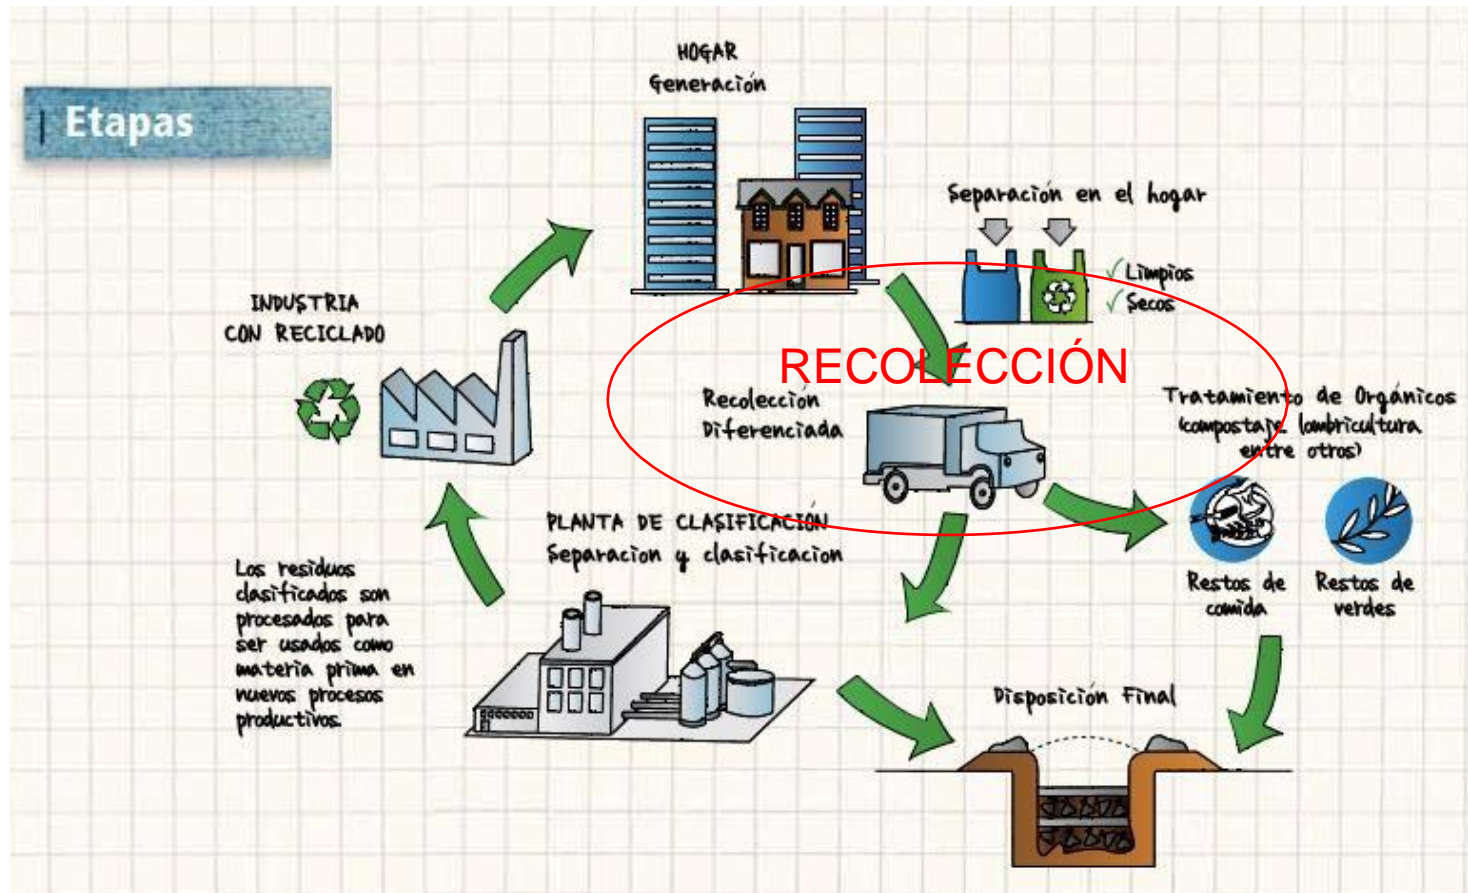 Etapas
HOGAR
Generación
Separación en el hogar
Limpios
Secos
INDUSTRIA
CON RECICLADO
RECOLECCIÓN
Recolección
Diferenciada
Tratamiento de Orgánicos
(compostaje lombricultura
entre otros)
PLANTA DE CLASIFICACIÓN
Separacion y clasificacion
Restos de
comida
Restos de
verdes
Los residuos
clasificados son
procesados para
ser usados como
materia prima en
nuevos procesos
productivos.
Disposición Final